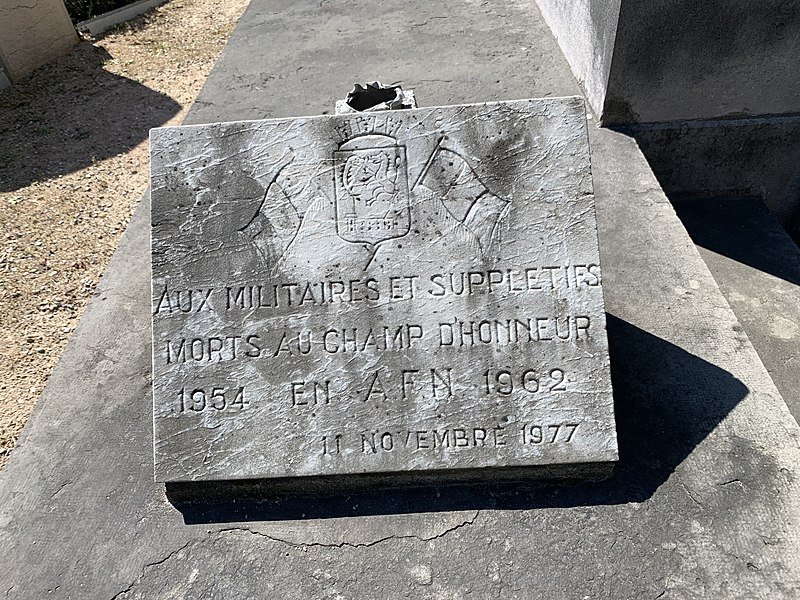 AUX MILITAIRES ET SUPPLETIFS
MORTS AU CHAMP D'HONNEUR
1954 EN A F N 1962
11 NOVEMBRE 1977